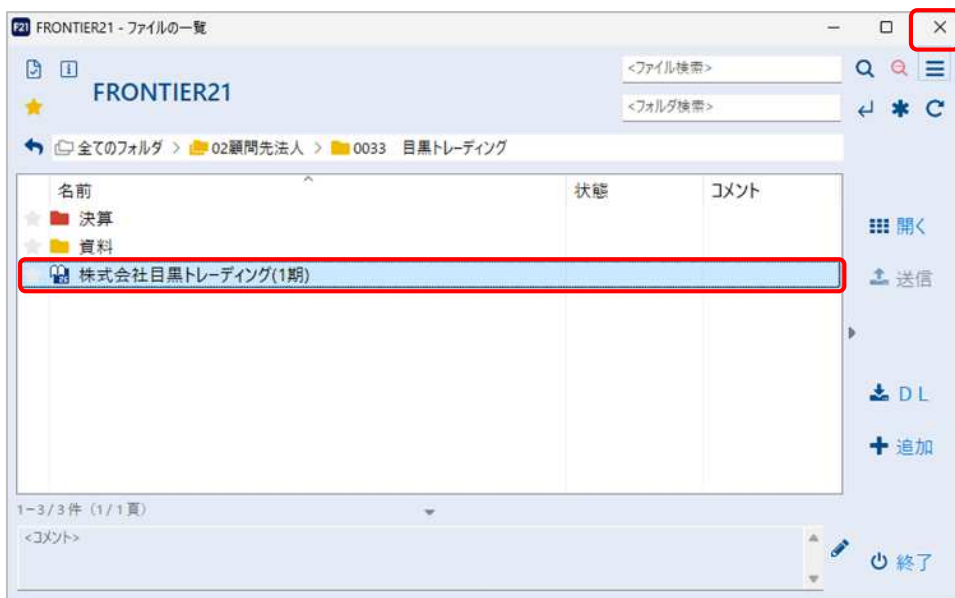 F21 FRONTIER21 - ファイルの一覧
<ファイル検索>
FRONTIER21
<フォルダ検索>
全てのフォルダ > 02顧問先法人 > 0033 目黒トレーディング
名前 状態 コメント
決算
資料
株式会社目黒トレーディング(1期)
開く
送信
DL
追加
1-3/3件 (1/1頁)
<コメント>
終了